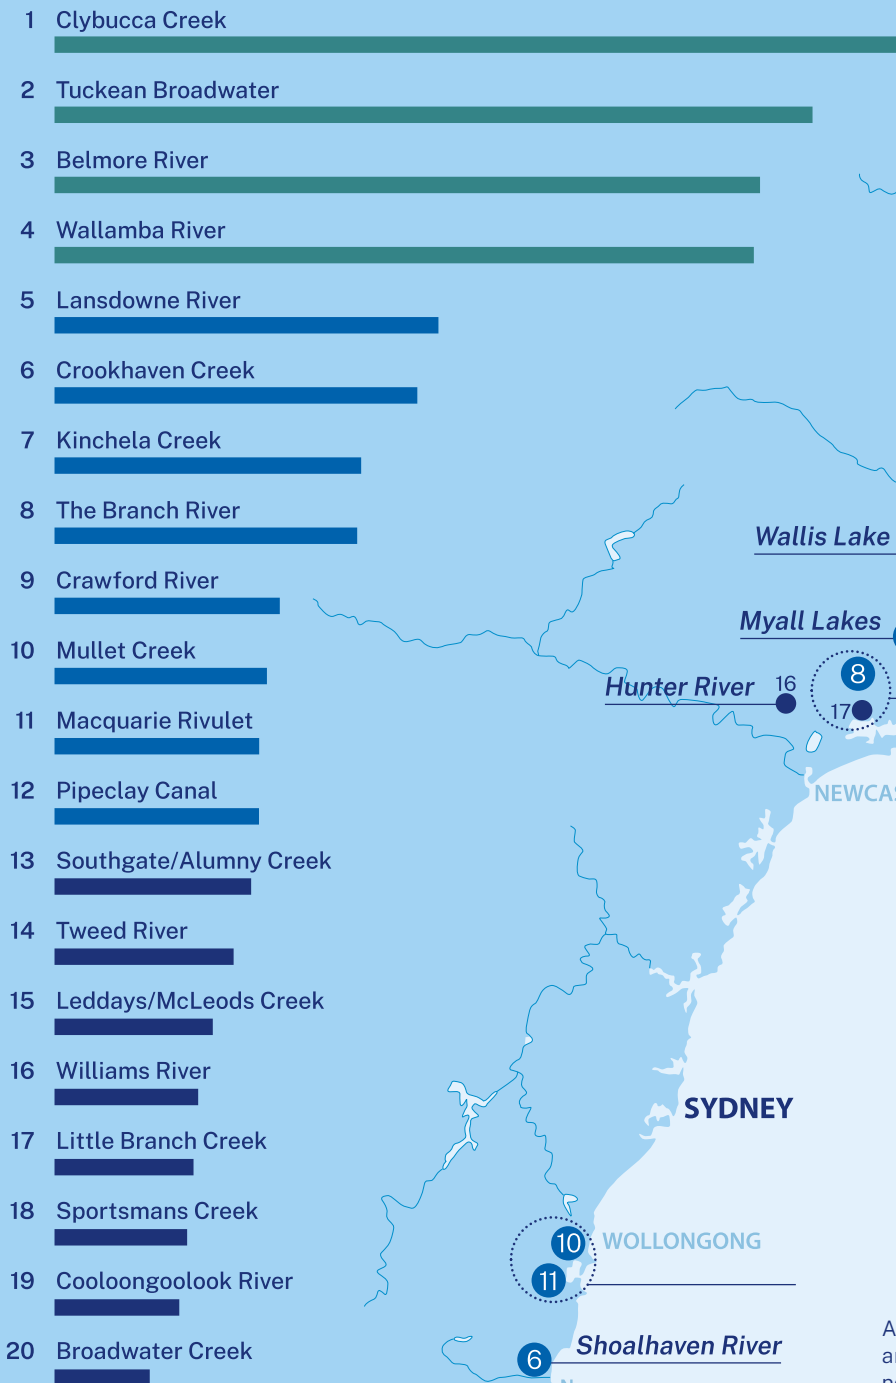 1 Clybucca Creek
2 Tuckean Broadwater
3 Belmore River
4 Wallamba River
5 Lansdowne River
6 Crookhaven Creek
7 Kinchela Creek
8 The Branch River
9 Crawford River
10 Mullet Creek
11 Macquarie Rivulet
12 Pipeclay Canal
13 Southgate/Alumny Creek
14 Tweed River
15 Leddays/McLeods Creek
16 Williams River
17 Little Branch Creek
18 Sportsmans Creek
19 Cooloongoolook River
20 Broadwater Creek
Wallis Lake
Myall Lakes
8
Hunter River 16
17
NEWCAS
SYDNEY
10 WOLLONGONG
11
Shoalhaven River
6